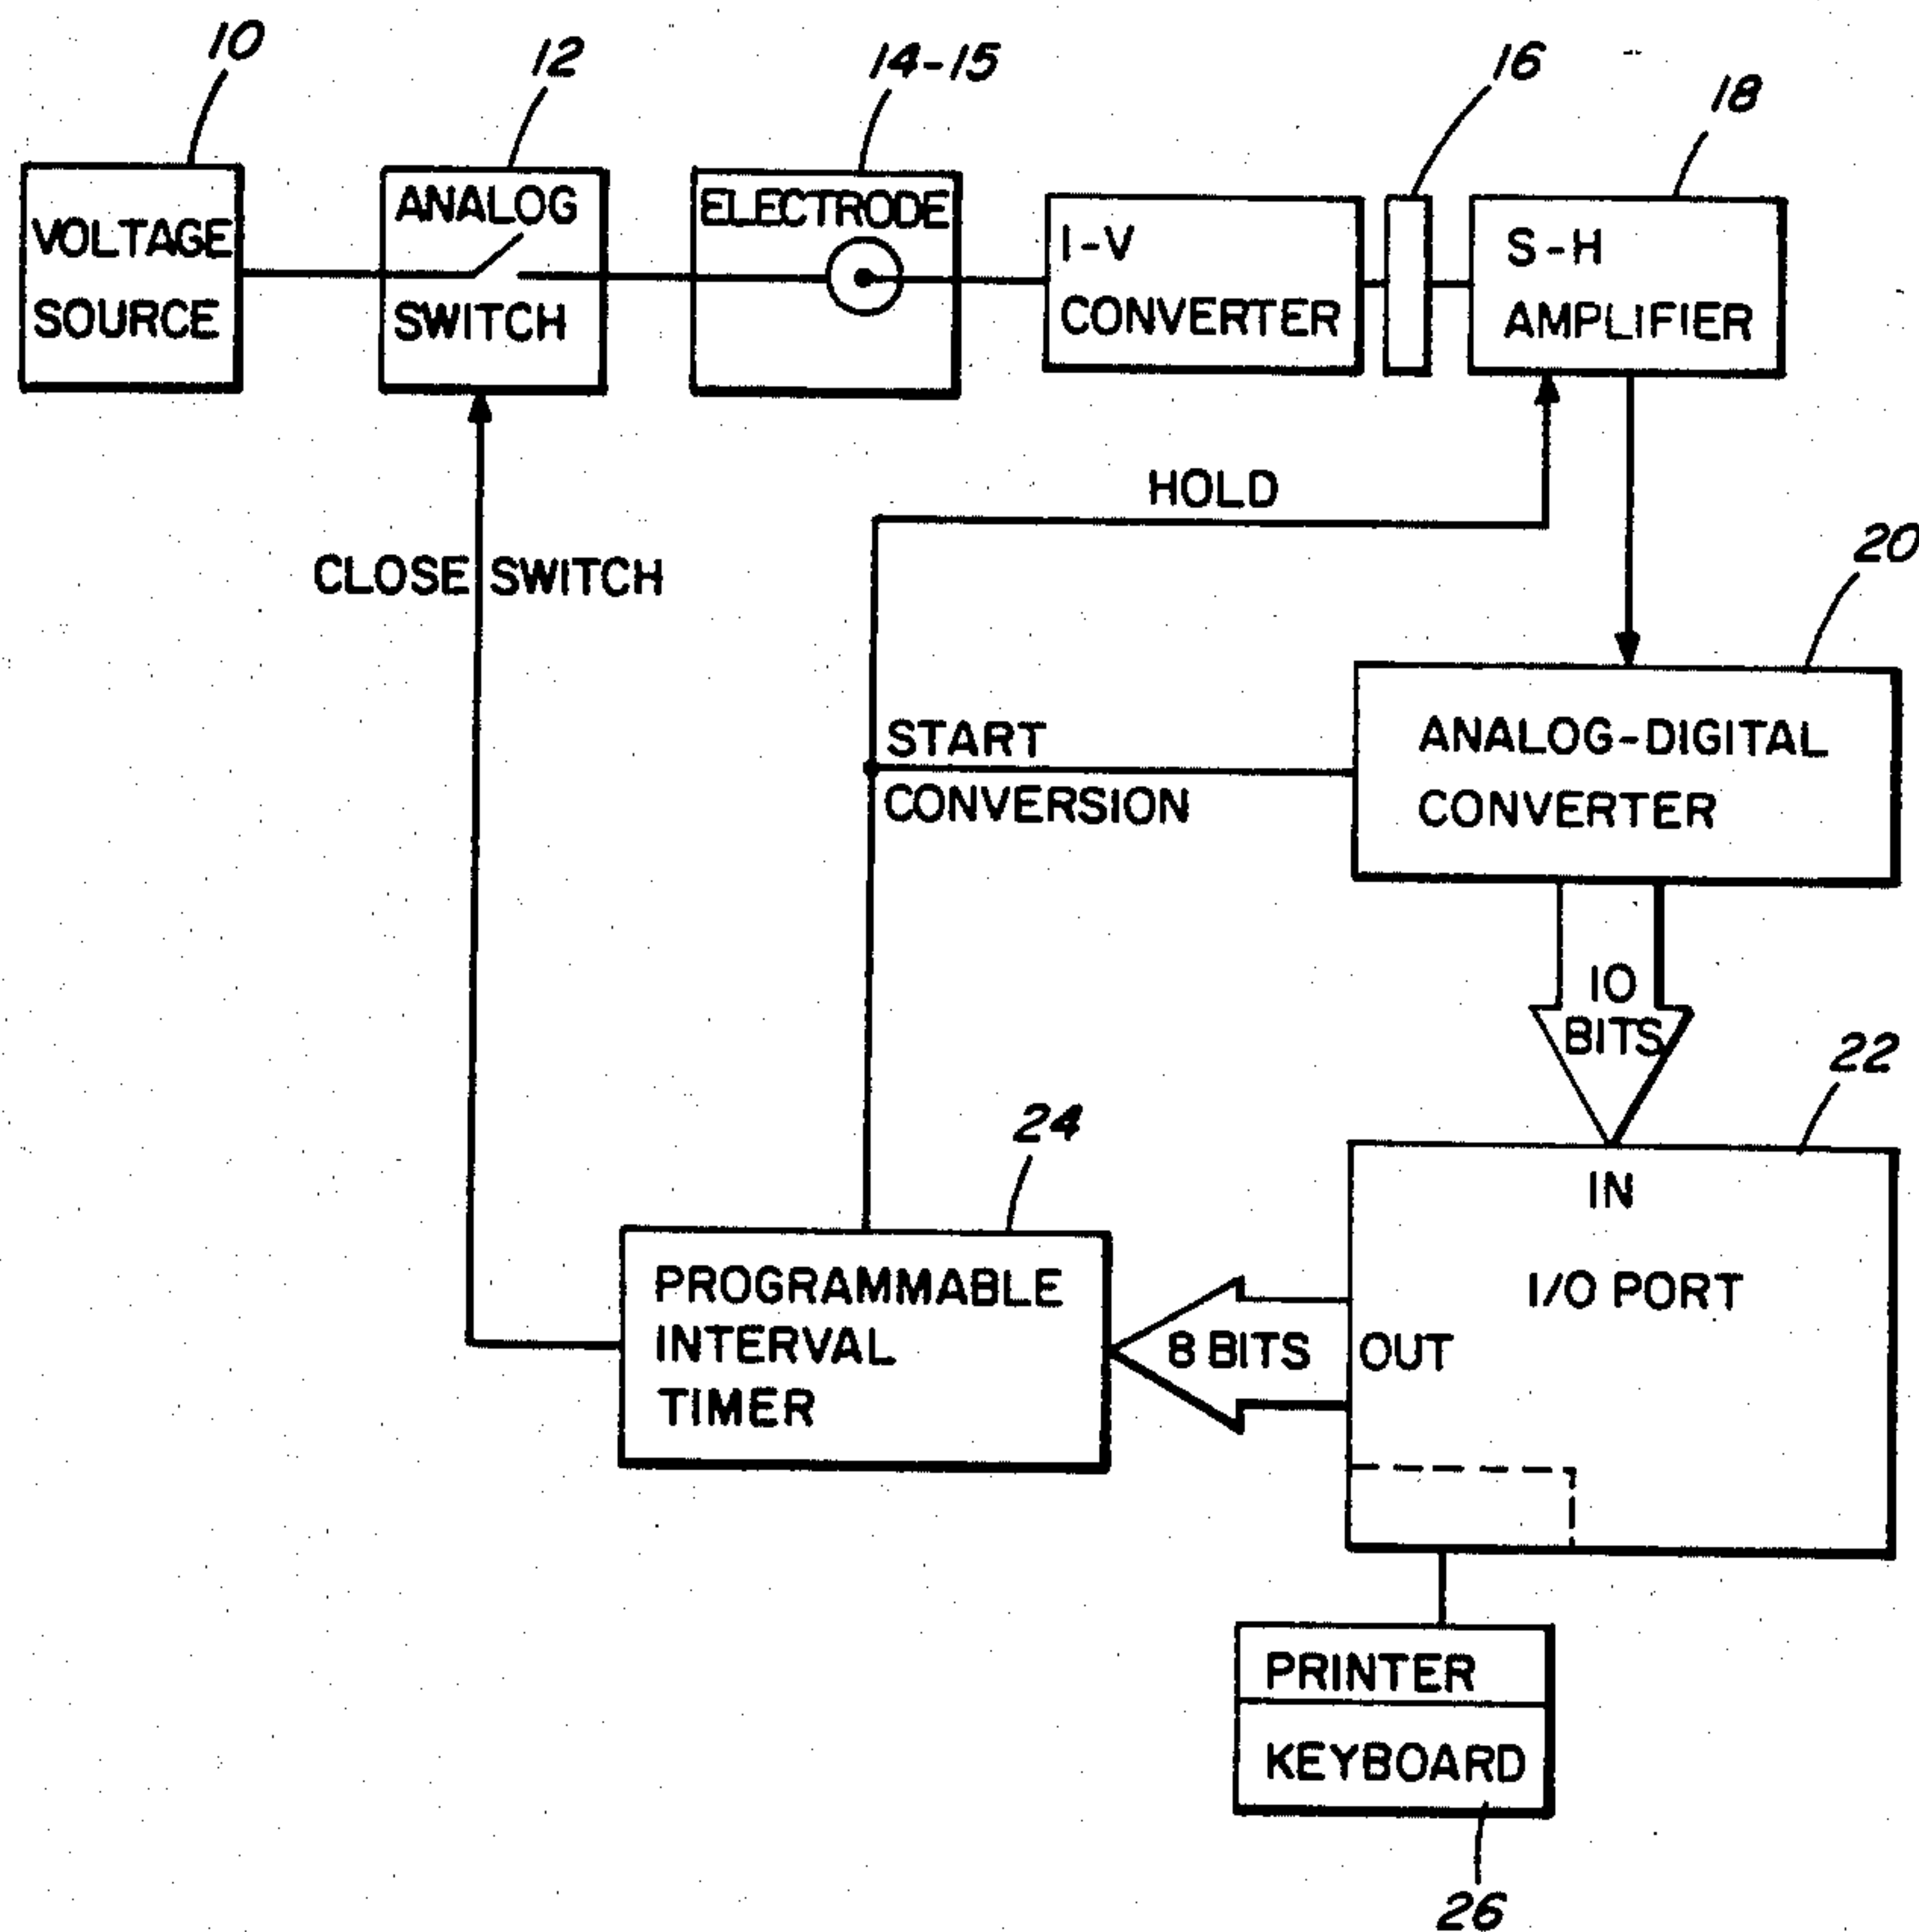 10
12
14-15
16
18
VOLTAGE
SOURCE
ANALOG
SWITCH
ELECTRODE
I-V
CONVERTER
S-H
AMPLIFIER
HOLD
CLOSE SWITCH
20
START
CONVERSION
ANALOG-DIGITAL
CONVERTER
10
BITS
22
24
IN
I/O PORT
PROGRAMMABLE
INTERVAL
TIMER
8 BITS
OUT
PRINTER
KEYBOARD
26